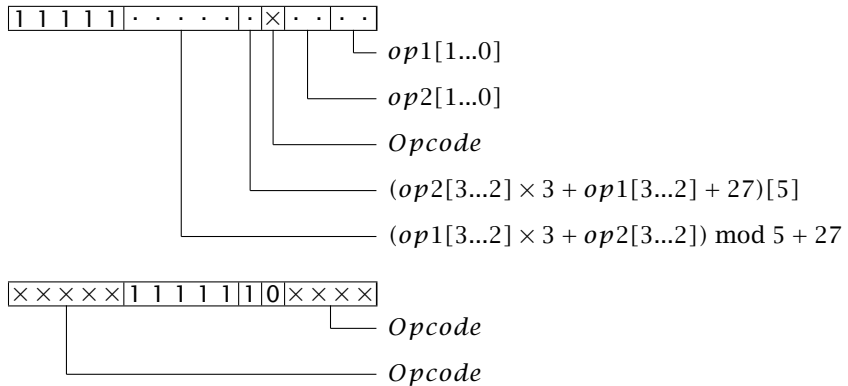 1 1 1 1 1 · · · · · · × · · · ·
op1[1...0]
op2[1...0]
Opcode
(op2[3...2] × 3 + op1[3...2] + 27)[5]
(op1[3...2] × 3 + op2[3...2]) mod 5 + 27
× × × × × 1 1 1 1 1 1 0 × × × ×
Opcode
Opcode